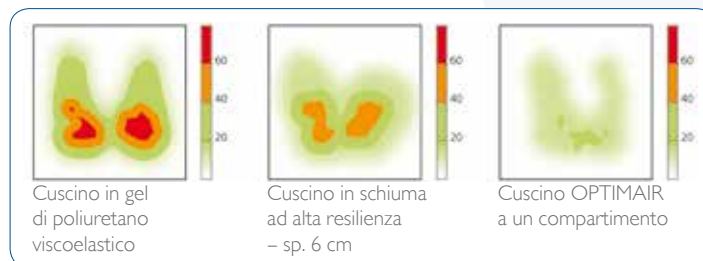 60
40
20
60
40
20
60
40
20
Cuscino in gel
di poliuretano
viscoelastico
Cuscino in schiuma
ad alta resilienza
– sp. 6 cm
Cuscino OPTIMAIR
a un compartimento